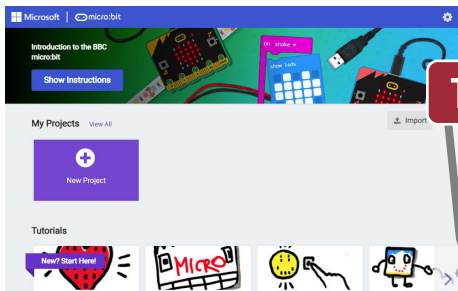 Microsoft micro:bit
Introduction to the BBC
micro:bit
Show Instructions
on shake
show leds
My Projects View All
Import
New Project
Tutorials
New? Start Here!
MICRO